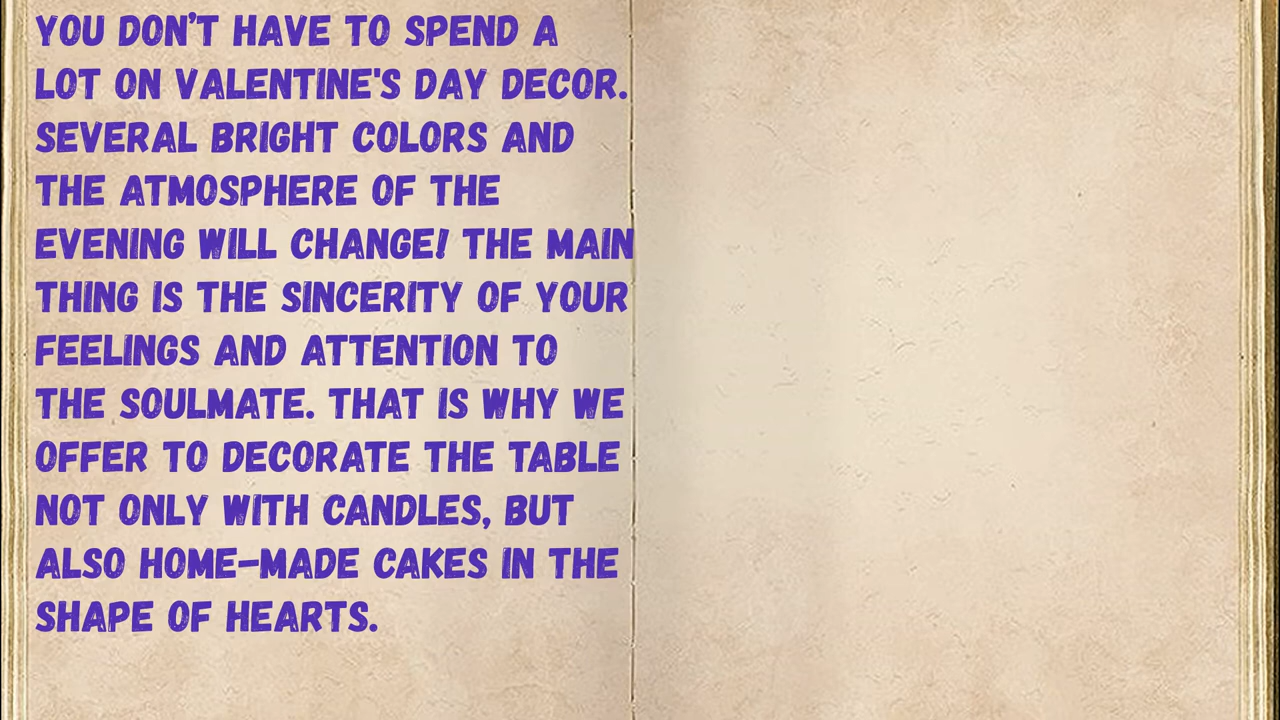 YOU DON’T HAVE TO SPEND A
LOT ON VALENTINE'S DAY DECOR.
SEVERAL BRIGHT COLORS AND
THE ATMOSPHERE OF THE
EVENING WILL CHANGE! THE MAIN
THING IS THE SINCERITY OF YOUR
FEELINGS AND ATTENTION TO
THE SOULMATE. THAT IS WHY WE
OFFER TO DECORATE THE TABLE
NOT ONLY WITH CANDLES, BUT
ALSO HOME-MADE CAKES IN THE
SHAPE OF HEARTS.